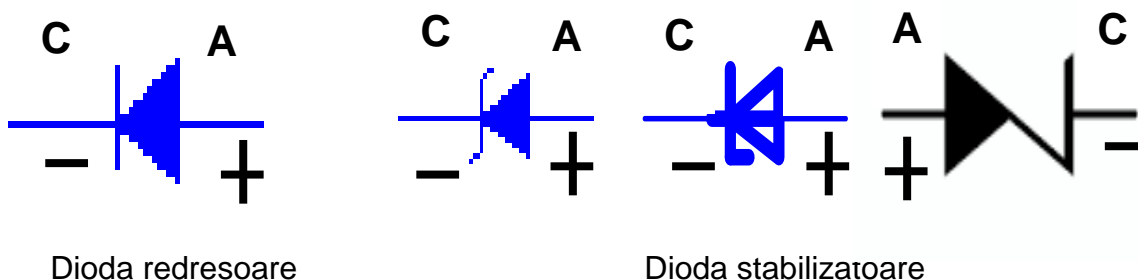 C A C A C A A C
− + − + − + + −
Dioda redresoare Dioda stabilizatoare